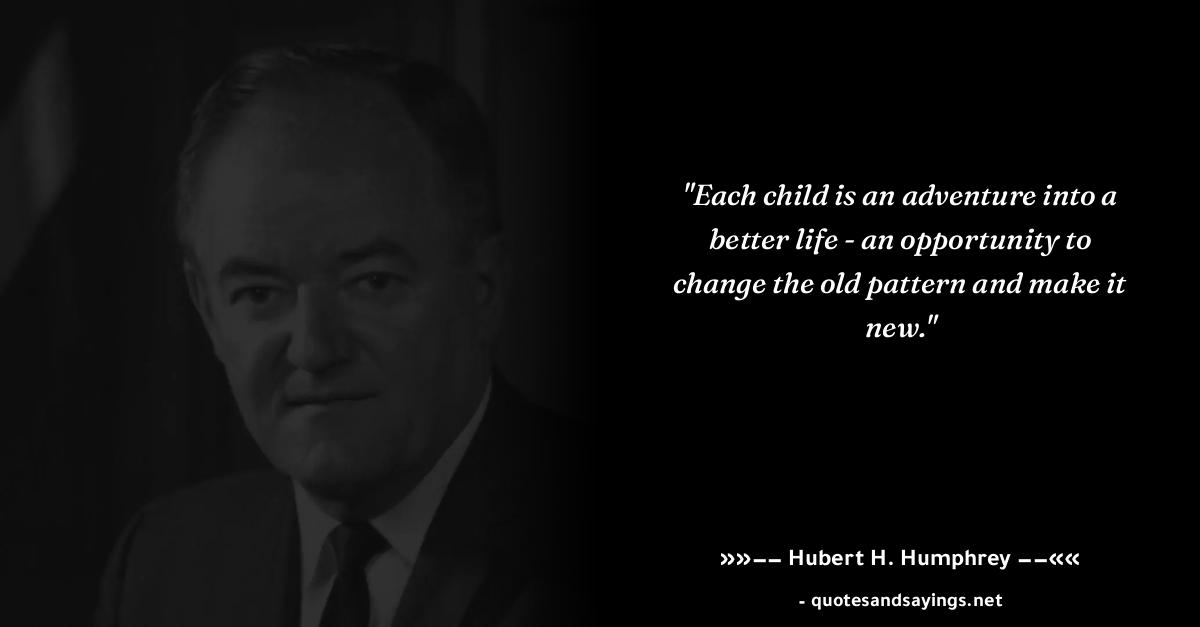 "Each child is an adventure into a
better life - an opportunity to
change the old pattern and make it
new."
»»−− Hubert H. Humphrey −−««
- quotesandsayings.net